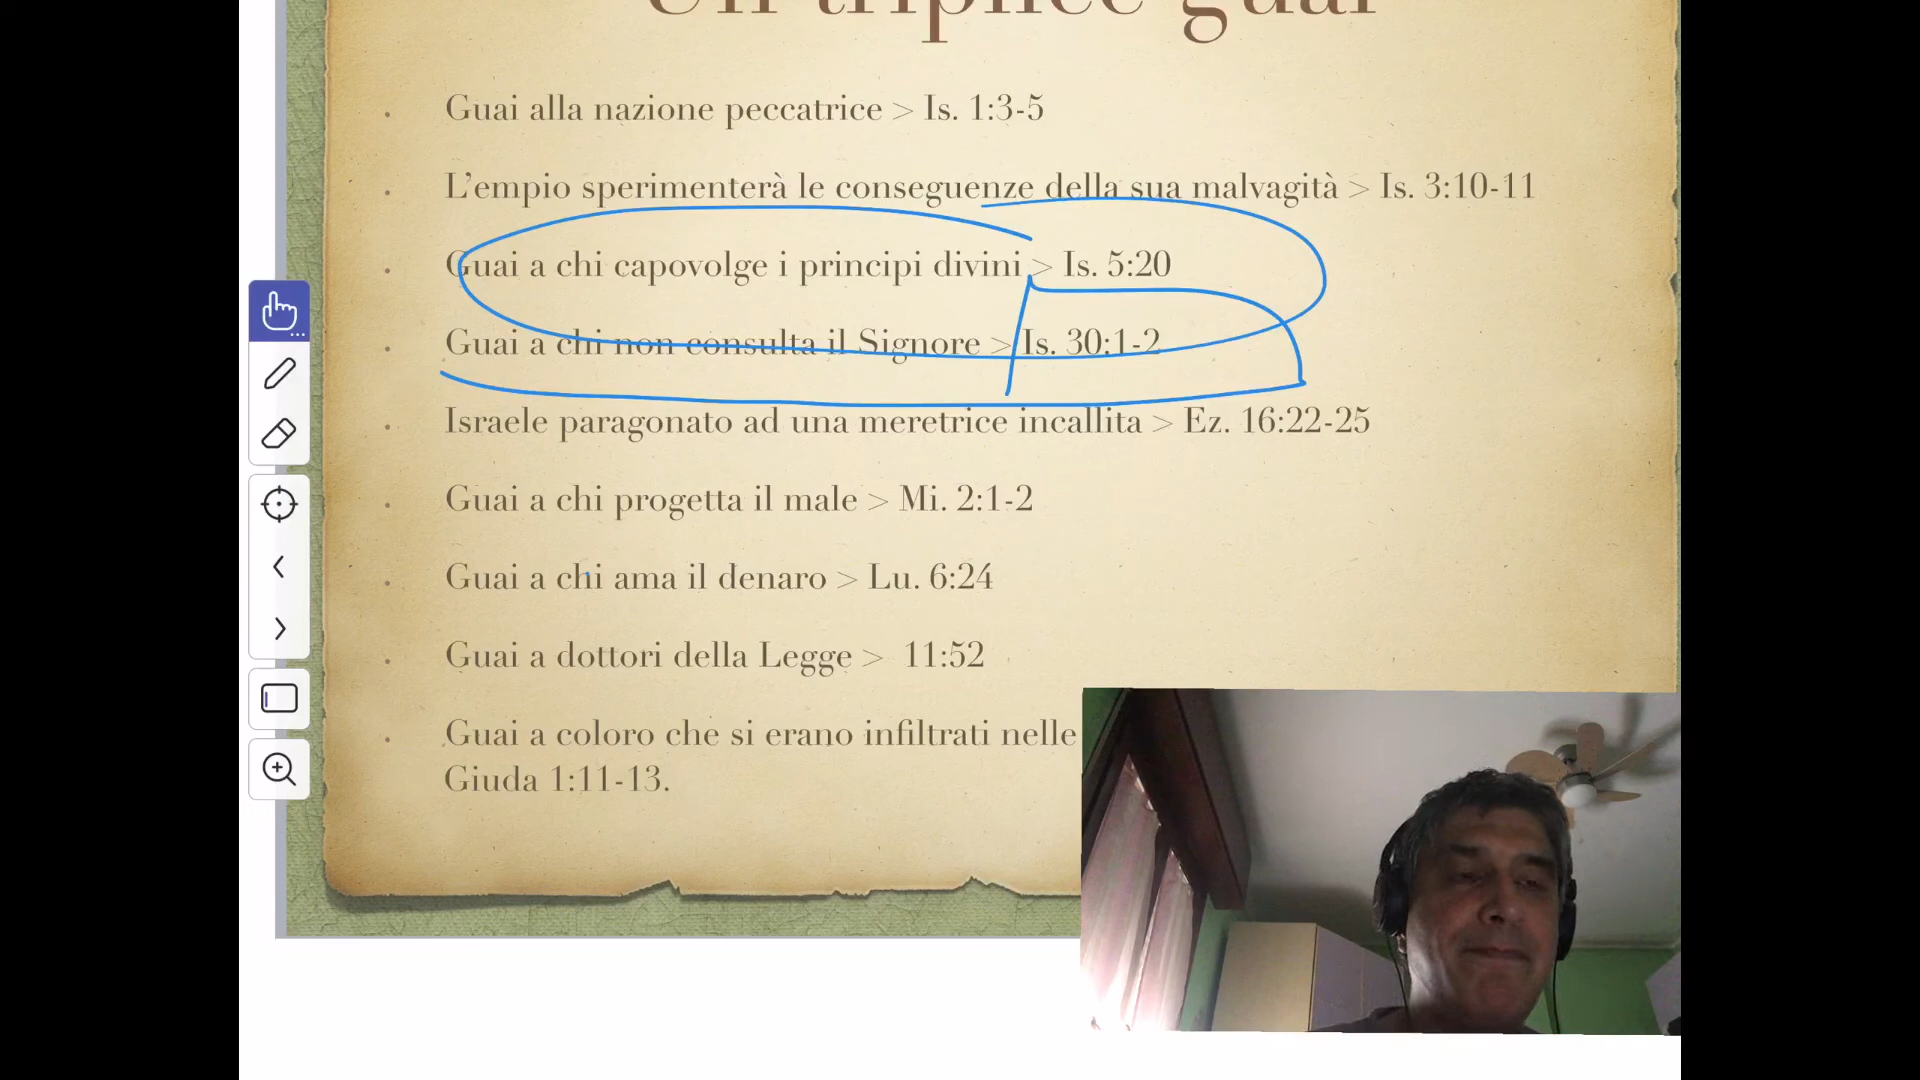 Un triplice guai
Guai alla nazione peccatrice > Is. 1:3-5
L’empio sperimenterà le conseguenze della sua malvagità > Is. 3:10-11
Guai a chi capovolge i principi divini > Is. 5:20
Guai a chi non consulta il Signore > Is. 30:1-2
Israele paragonato ad una meretrice incallita > Ez. 16:22-25
Guai a chi progetta il male > Mi. 2:1-2
Guai a chi ama il denaro > Lu. 6:24
Guai a dottori della Legge > 11:52
Guai a coloro che si erano infiltrati nelle
Giuda 1:11-13.